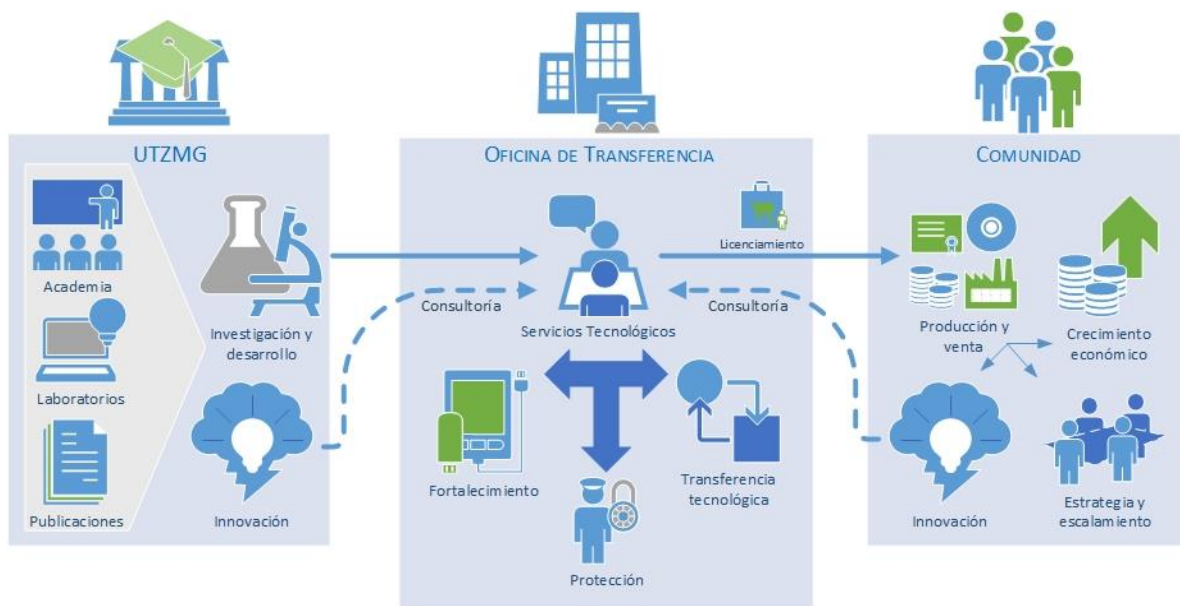 UTZMG
Academia
Laboratorios
Publicaciones
Investigación y
desarrollo
Innovación
OFICINA DE TRANSFERENCIA
Consultoría
Servicios Tecnológicos
Licenciamiento
Consultoría
Fortalecimiento
Protección
Transferencia
tecnológica
COMUNIDAD
Producción y
venta
Crecimiento
económico
Innovación
Estrategia y
escalamiento